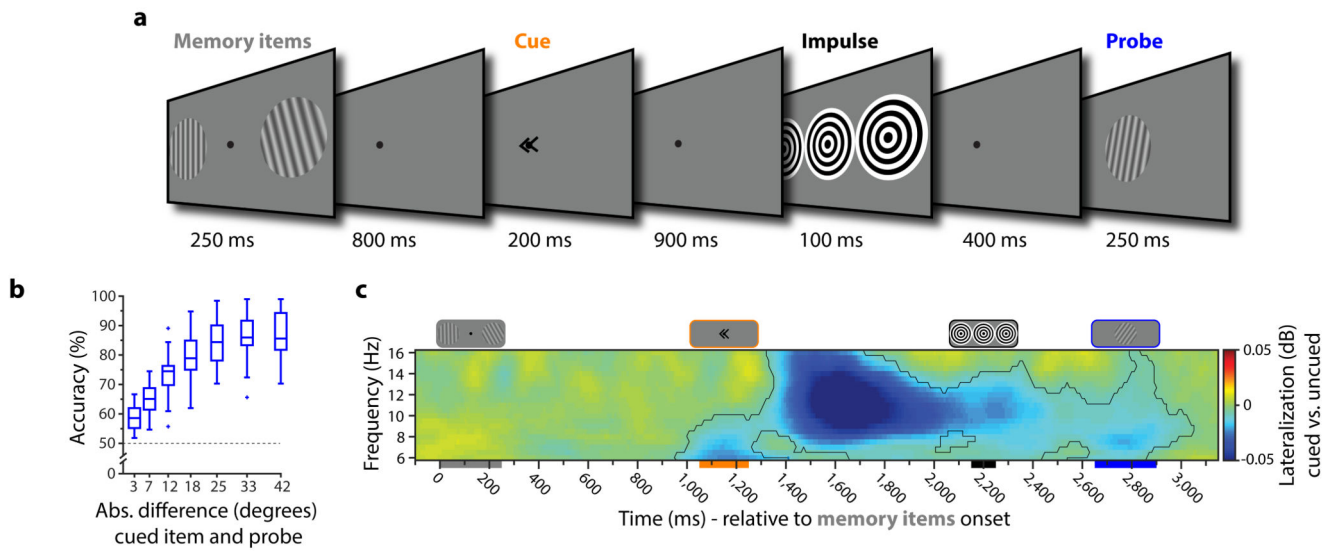 a
Memory items
Cue
Impulse
Probe
250 ms
800 ms
200 ms
900 ms
100 ms
400 ms
250 ms
b
Accuracy (%)
100
90
80
70
60
50
0
3 7 12 18 25 33 42
Abs. difference (degrees)
cued item and probe
c
Frequency (Hz)
16
14
12
10
8
6
0 200 400 600 800 1,000 1,200 1,400 1,600 1,800 2,000 2,200 2,400 2,600 2,800 3,000
Time (ms) - relative to memory items onset
0.05
0
-0.05
Lateralization (dB)
cued vs. uncued